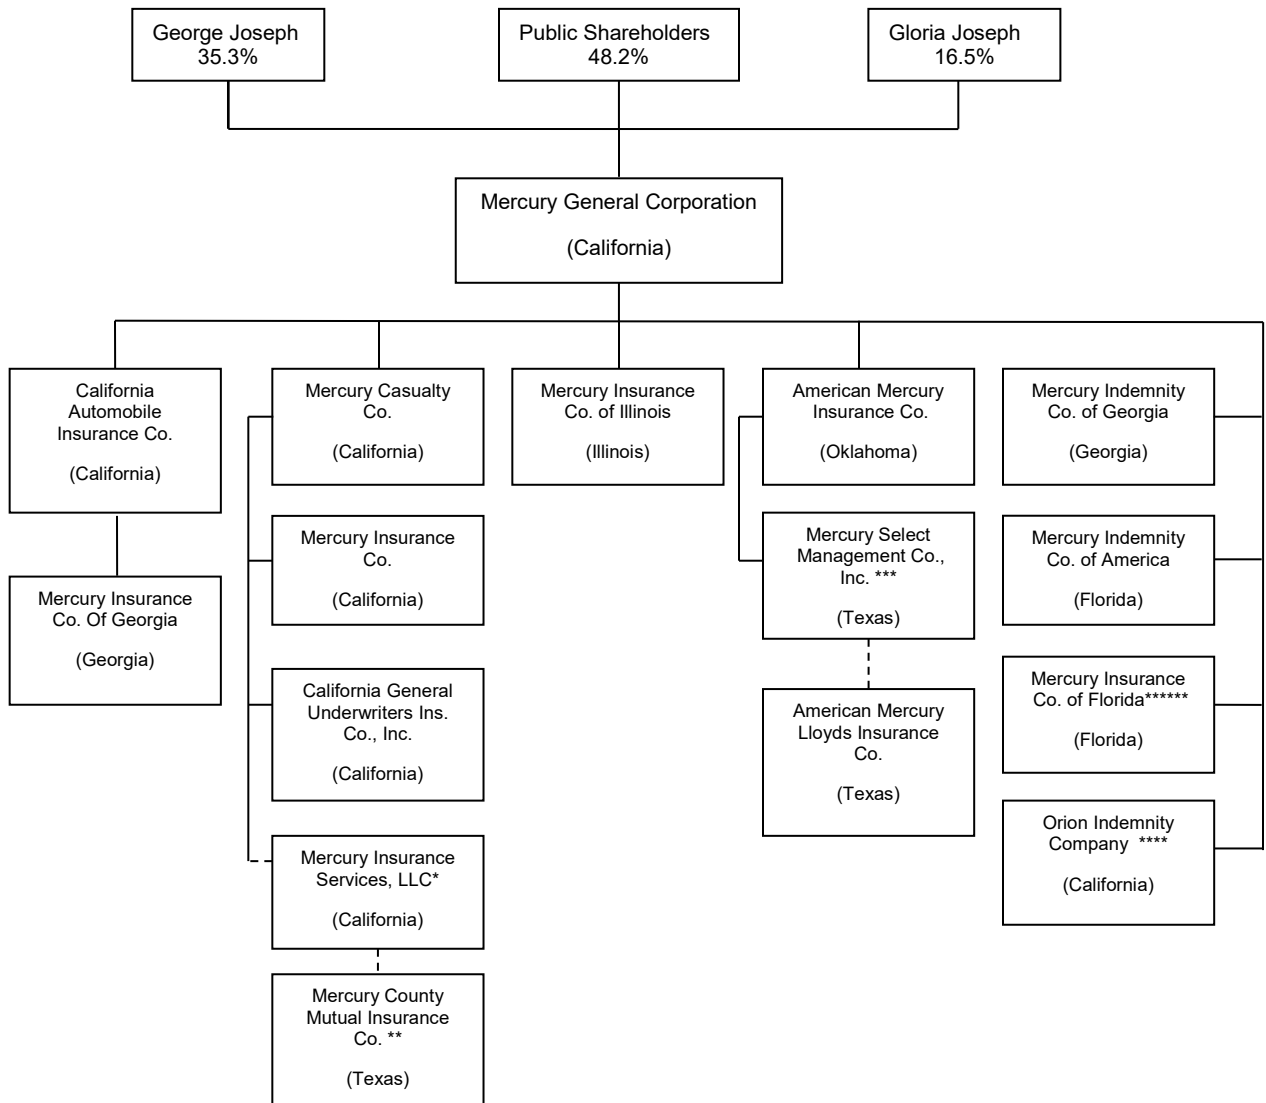 George Joseph
35.3%
Public Shareholders
48.2%
Gloria Joseph
16.5%
Mercury General Corporation
(California)
California
Automobile
Insurance Co.
(California)
Mercury Insurance
Co. Of Georgia
(Georgia)
Mercury Casualty
Co.
(California)
Mercury Insurance
Co.
(California)
California General
Underwriters Ins.
Co., Inc.
(California)
Mercury Insurance
Services, LLC*
(California)
Mercury County
Mutual Insurance
Co. **
(Texas)
Mercury Insurance
Co. of Illinois
(Illinois)
American Mercury
Insurance Co.
(Oklahoma)
Mercury Select
Management Co.,
Inc. ***
(Texas)
American Mercury
Lloyds Insurance
Co.
(Texas)
Mercury Indemnity
Co. of Georgia
(Georgia)
Mercury Indemnity
Co. of America
(Florida)
Mercury Insurance
Co. of Florida******
(Florida)
Orion Indemnity
Company ****
(California)